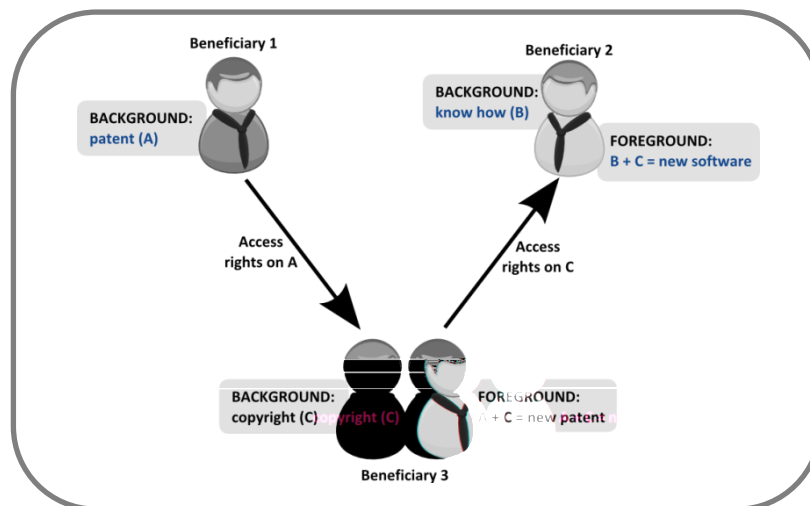 Beneficiary 1
Beneficiary 2
BACKGROUND:
patent (A)
BACKGROUND:
know how (B)
FOREGROUND:
B + C = new software
Access
rights on A
Access
rights on C
BACKGROUND:
copyright (C)
copyright (C)
FOREGROUND:
A + C = new patent
Beneficiary 3